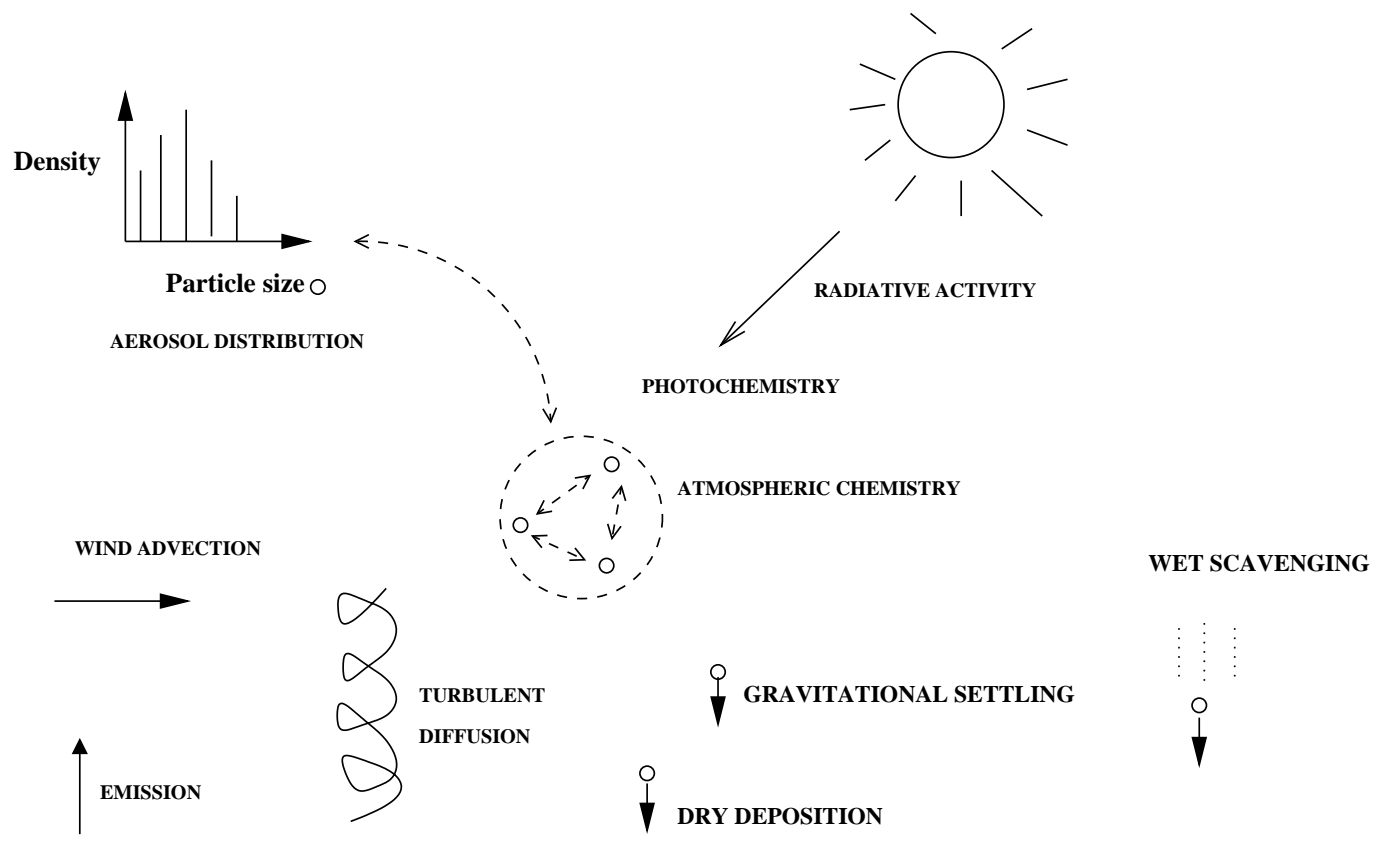 Density
Particle size
AEROSOL DISTRIBUTION
RADIATIVE ACTIVITY
PHOTOCHEMISTRY
ATMOSPHERIC CHEMISTRY
WIND ADVECTION
WET SCAVENGING
TURBULENT
DIFFUSION
GRAVITATIONAL SETTLING
EMISSION
DRY DEPOSITION